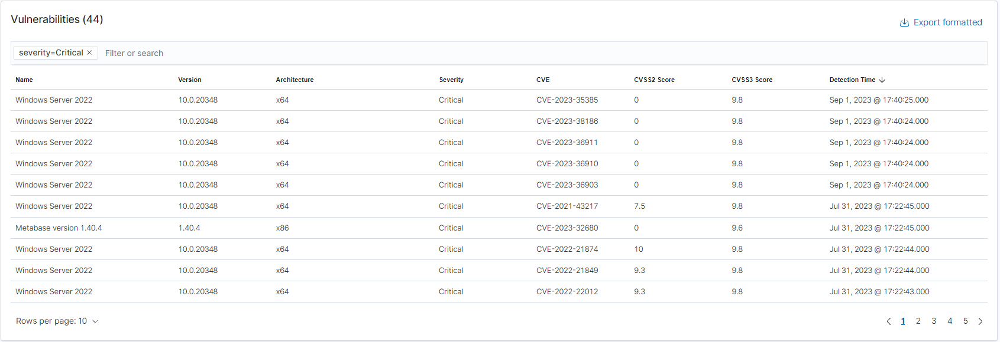 Vulnerabilities (44)
Export formatted
severity=Critical × Filter or search
Name Version Architecture Severity CVE CVSS2 Score CVSS3 Score Detection Time ↓
Windows Server 2022 10.0.20348 x64 Critical CVE-2023-35385 0 9.8 Sep 1, 2023 @ 17:40:25.000
Windows Server 2022 10.0.20348 x64 Critical CVE-2023-38186 0 9.8 Sep 1, 2023 @ 17:40:24.000
Windows Server 2022 10.0.20348 x64 Critical CVE-2023-36911 0 9.8 Sep 1, 2023 @ 17:40:24.000
Windows Server 2022 10.0.20348 x64 Critical CVE-2023-36910 0 9.8 Sep 1, 2023 @ 17:40:24.000
Windows Server 2022 10.0.20348 x64 Critical CVE-2023-36903 0 9.8 Sep 1, 2023 @ 17:40:24.000
Windows Server 2022 10.0.20348 x64 Critical CVE-2021-43217 7.5 9.8 Jul 31, 2023 @ 17:22:45.000
Metabase version 1.40.4 1.40.4 x86 Critical CVE-2023-32680 0 9.6 Jul 31, 2023 @ 17:22:45.000
Windows Server 2022 10.0.20348 x64 Critical CVE-2022-21874 10 9.8 Jul 31, 2023 @ 17:22:44.000
Windows Server 2022 10.0.20348 x64 Critical CVE-2022-21849 9.3 9.8 Jul 31, 2023 @ 17:22:44.000
Windows Server 2022 10.0.20348 x64 Critical CVE-2022-22012 9.3 9.8 Jul 31, 2023 @ 17:22:43.000
Rows per page: 10 < 1 2 3 4 5 >